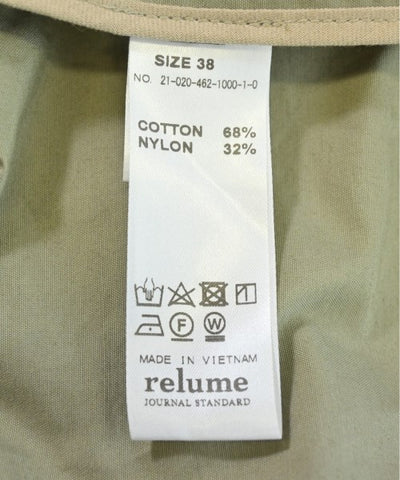 SIZE 38
NO. 21-020-462-1000-1-0
COTTON 68%
NYLON 32%
F W
MADE IN VIETNAM
relume
JOURNAL STANDARD